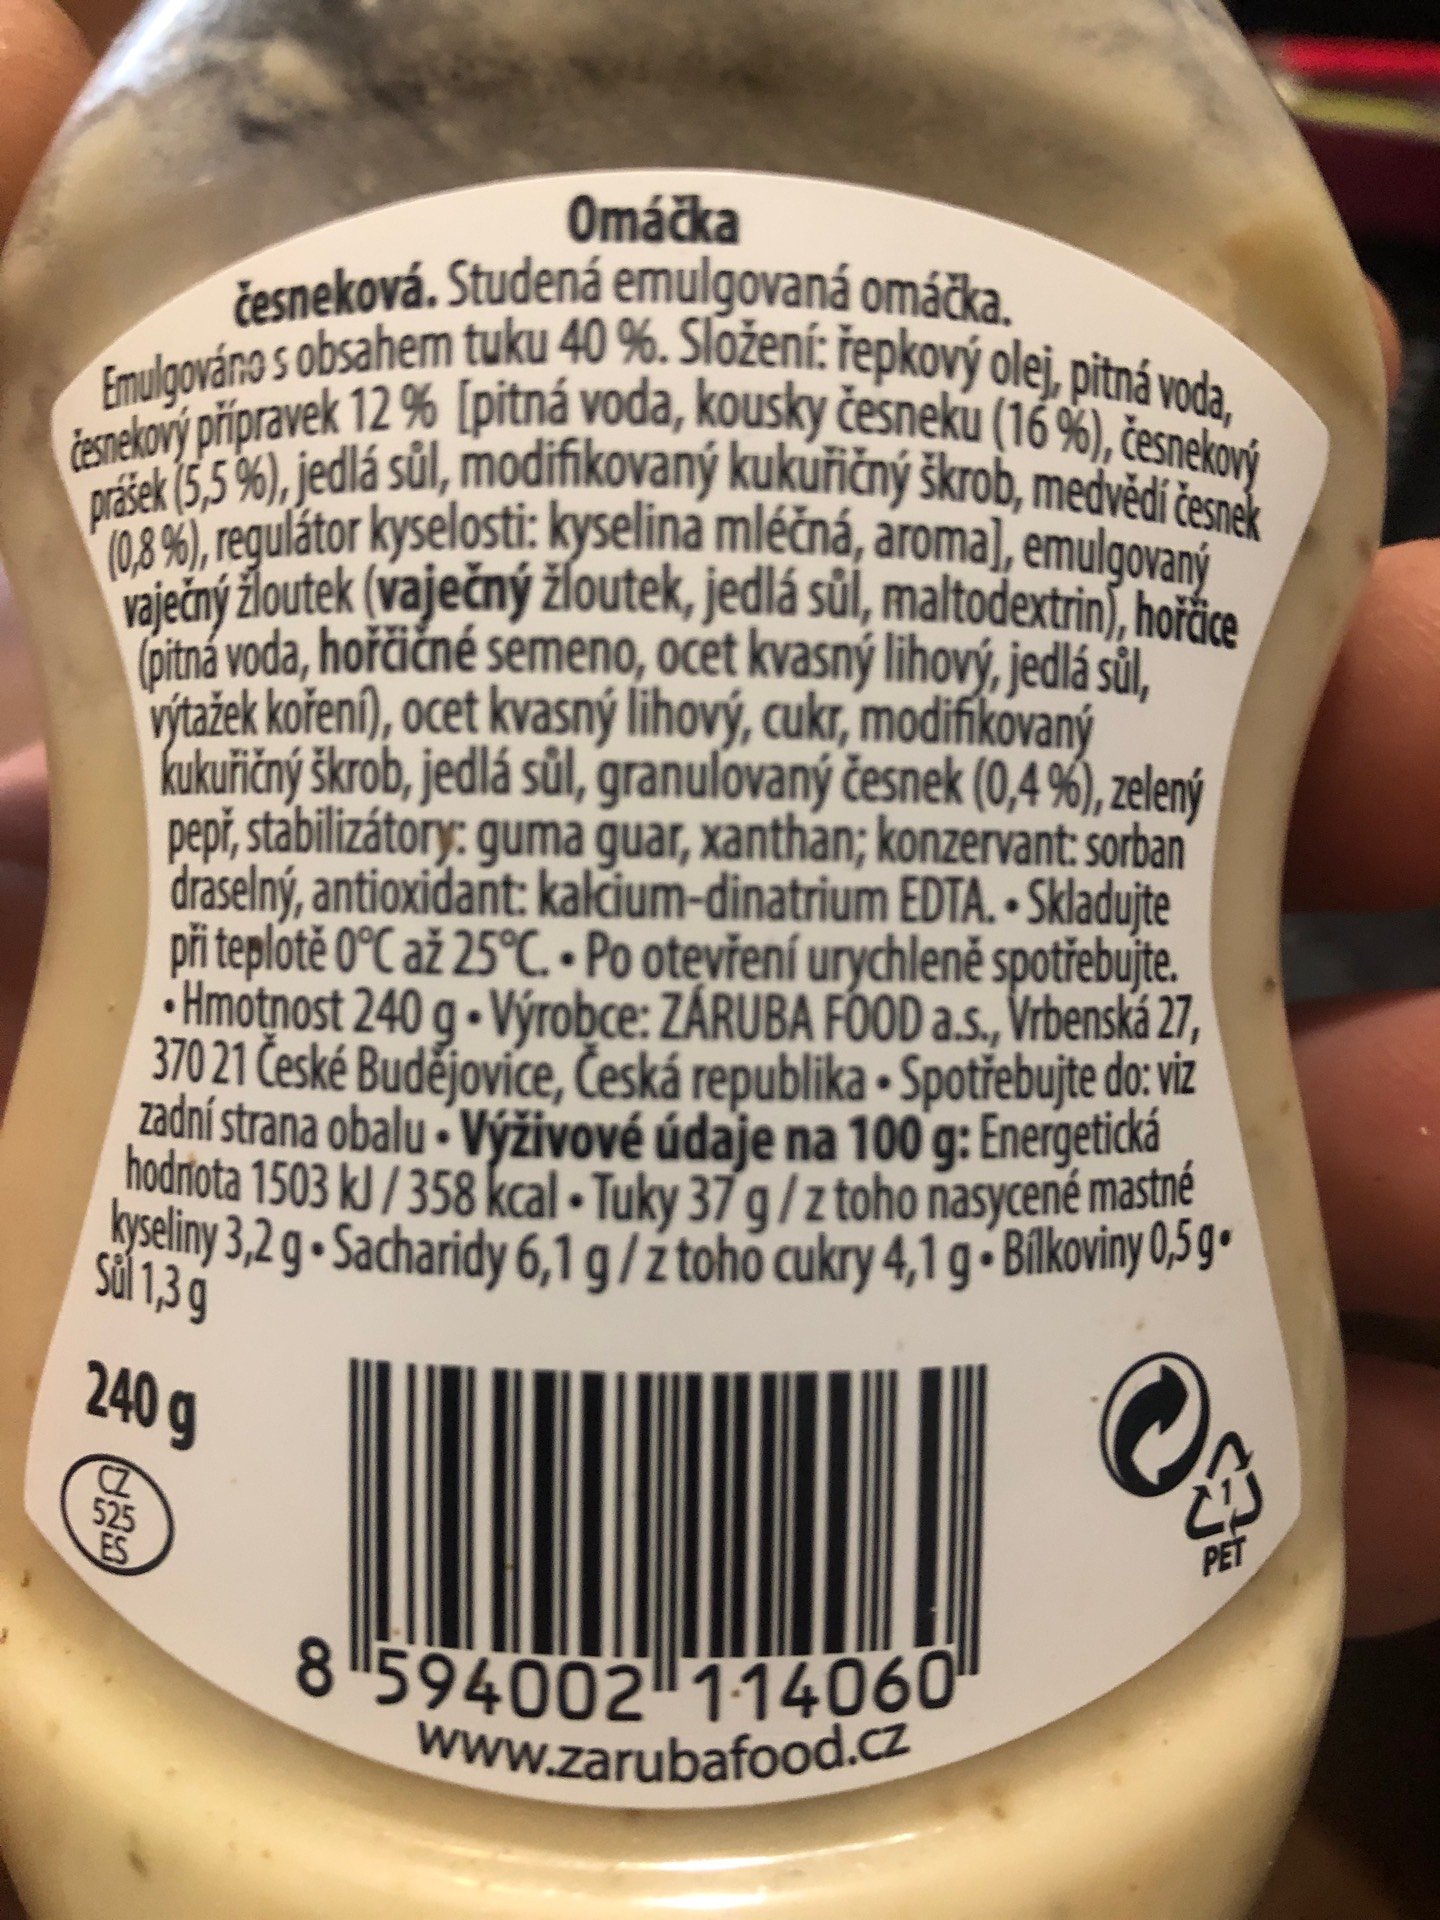 Omáčka
česneková. Studená emulgovaná omáčka.
Emulgováno s obsahem tuku 40 %. Složení: řepkový olej, pitná voda,
česnekový přípravek 12 % [pitná voda, kousky česneku (16 %), česnekový
prášek (5,5 %), jedlá sůl, modifikovaný kukuřičný škrob, medvědí česnek
(0,8 %), regulátor kyselosti: kyselina mléčná, aroma], emulgovaný
vaječný žloutek (vaječný žloutek, jedlá sůl, maltodextrin), hořčice
(pitná voda, hořčičné semeno, ocet kvasný lihový, jedlá sůl,
výtažek koření), ocet kvasný lihový, cukr, modifikovaný
kukuřičný škrob, jedlá sůl, granulovaný česnek (0,4 %), zelený
pepř, stabilizátory: guma guar, xanthan; konzervant: sorban
draselný, antioxidant: kalcium-dinatrium EDTA. • Skladujte
při teplotě 0°C až 25°C. • Po otevření urychleně spotřebujte.
• Hmotnost 240 g • Výrobce: ZÁRUBA FOOD a.s., Vrbenská 27,
370 21 České Budějovice, Česká republika • Spotřebujte do: viz
zadní strana obalu • Výživové údaje na 100 g: Energetická
hodnota 1503 kJ / 358 kcal • Tuky 37 g / z toho nasycené mastné
kyseliny 3,2 g • Sacharidy 6,1 g / z toho cukry 4,1 g • Bílkoviny 0,5 g •
Sůl 1,3 g
240 g
CZ
525
ES
1
PET
8 594002 114060
www.zarubafood.cz